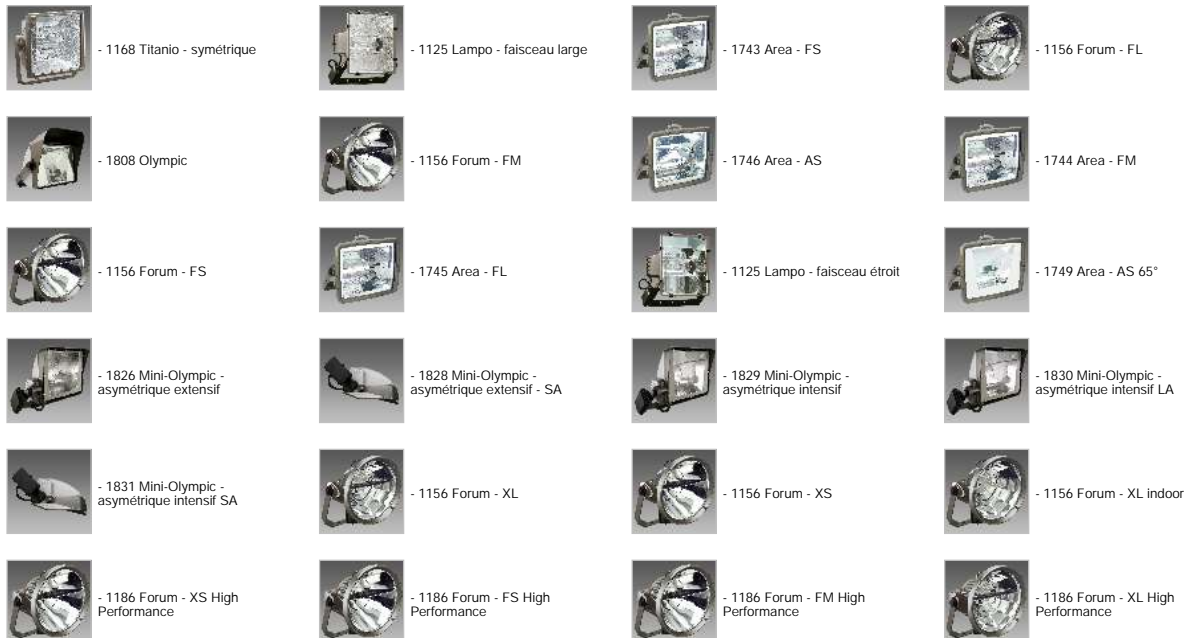 - 1168 Titanio - symétrique
- 1125 Lampo - faisceau large
- 1743 Area - FS
- 1156 Forum - FL
- 1808 Olympic
- 1156 Forum - FM
- 1746 Area - AS
- 1744 Area - FM
- 1156 Forum - FS
- 1745 Area - FL
- 1125 Lampo - faisceau étroit
- 1749 Area - AS 65°
- 1826 Mini-Olympic -
asymétrique extensif
- 1828 Mini-Olympic -
asymétrique extensif - SA
- 1829 Mini-Olympic -
asymétrique intensif
- 1830 Mini-Olympic -
asymétrique intensif LA
- 1831 Mini-Olympic -
asymétrique intensif SA
- 1156 Forum - XL
- 1156 Forum - XS
- 1156 Forum - XL indoor
- 1186 Forum - XS High
Performance
- 1186 Forum - FS High
Performance
- 1186 Forum - FM High
Performance
- 1186 Forum - XL High
Performance